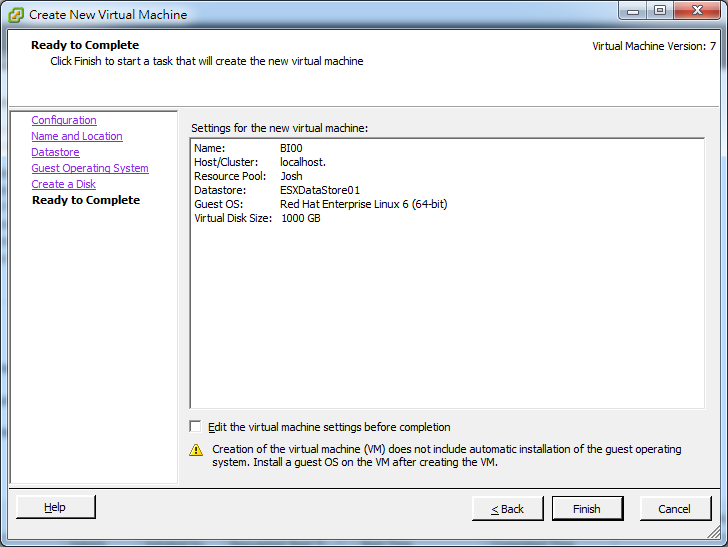 Create New Virtual Machine
Ready to Complete
Click Finish to start a task that will create the new virtual machine
Virtual Machine Version: 7
Configuration
Name and Location
Datastore
Guest Operating System
Create a Disk
Ready to Complete
Settings for the new virtual machine:
Name: BI00
Host/Cluster: localhost.
Resource Pool: Josh
Datastore: ESXDataStore01
Guest OS: Red Hat Enterprise Linux 6 (64-bit)
Virtual Disk Size: 1000 GB
Edit the virtual machine settings before completion
Creation of the virtual machine (VM) does not include automatic installation of the guest operating
system. Install a guest OS on the VM after creating the VM.
Help
< Back
Finish
Cancel